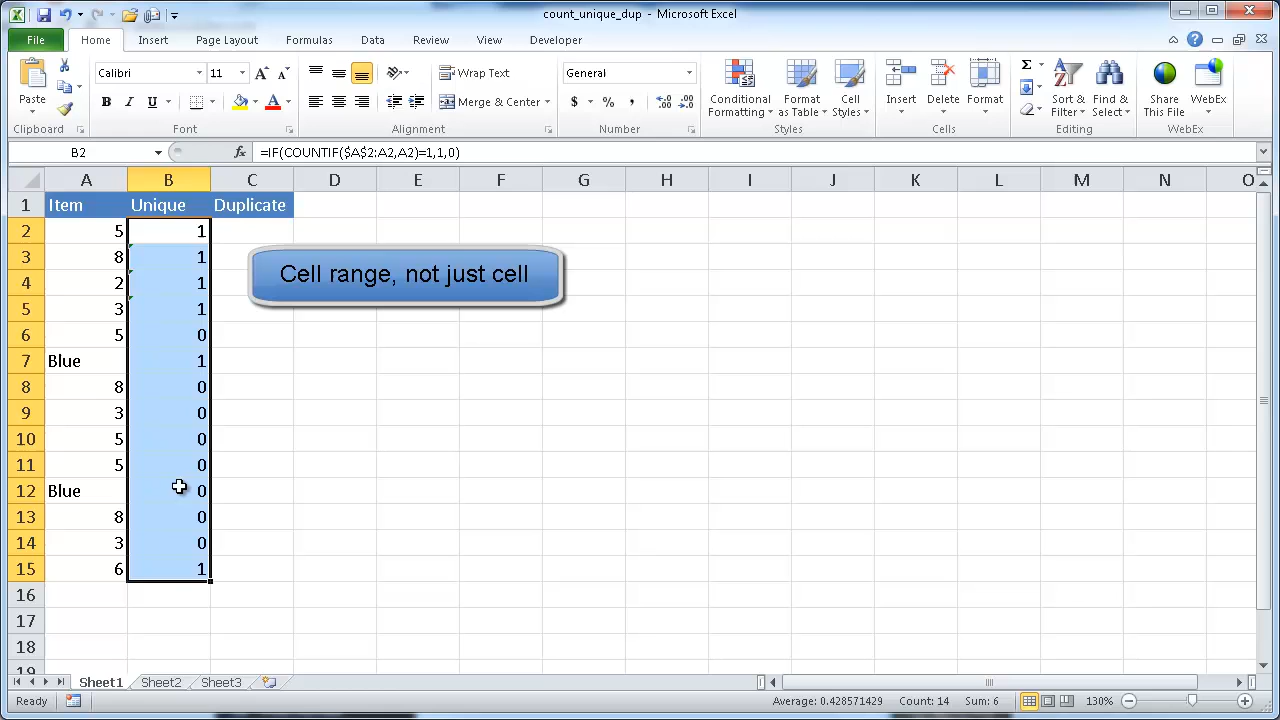 count_unique_dup - Microsoft Excel
File Home Insert Page Layout Formulas Data Review View Developer
Calibri 11 Wrap Text General
Paste Merge & Center $ % , Conditional Formatting Format as Table Cell Styles Insert Delete Format Σ Sort & Filter Find & Select Share This File WebEx
Clipboard Font Alignment Number Styles Cells Editing WebEx
B2 fx =IF(COUNTIF($A$2:A2,A2)=1,1,0)
A B C D E F G H I J K L M N O
1 Item Unique Duplicate
2 5 1
3 8 1
Cell range, not just cell
4 2 1
5 3 1
6 5 0
7 Blue 1
8 8 0
9 3 0
10 5 0
11 5 0
12 Blue 0
13 8 0
14 3 0
15 6 1
16
17
18
19
Sheet1 Sheet2 Sheet3
Ready Average: 0.428571429 Count: 14 Sum: 6 130%